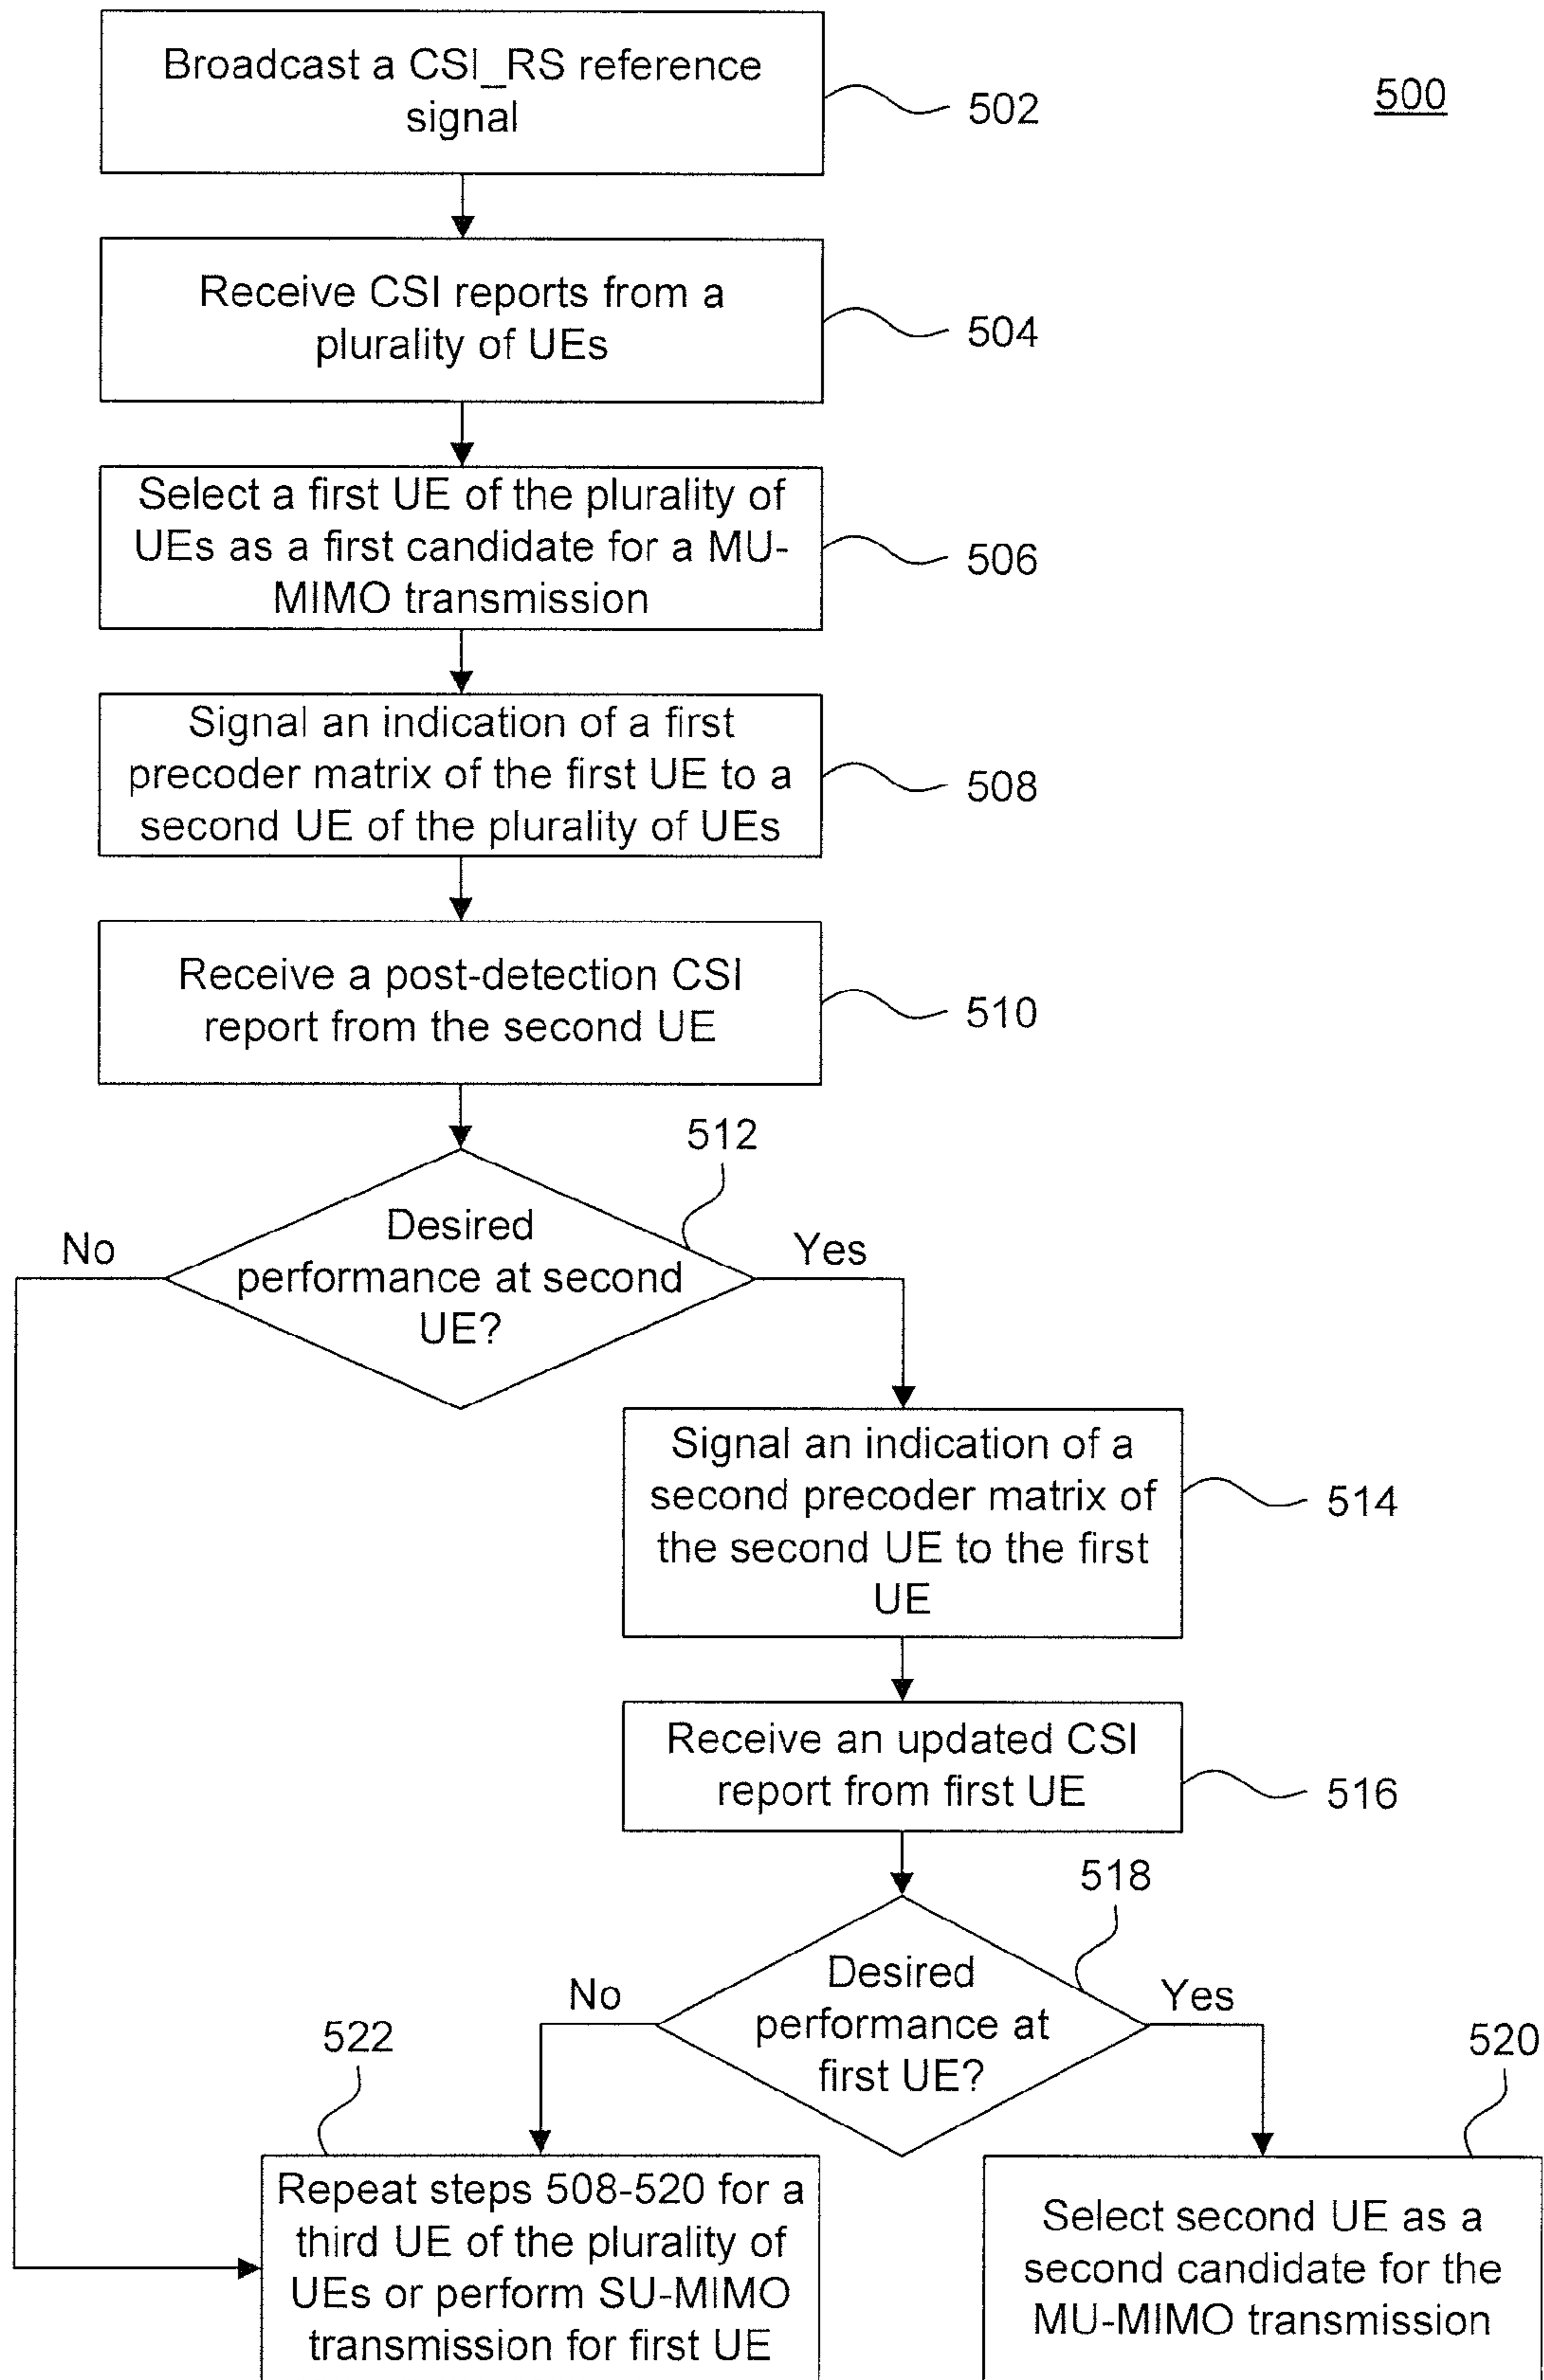 Broadcast a CSI_RS reference
signal
502
500
Receive CSI reports from a
plurality of UEs
504
Select a first UE of the plurality of
UEs as a first candidate for a MU-
MIMO transmission
506
Signal an indication of a first
precoder matrix of the first UE to a
second UE of the plurality of UEs
508
Receive a post-detection CSI
report from the second UE
510
512
No
Desired
performance at second
UE?
Yes
Signal an indication of a
second precoder matrix of
the second UE to the first
UE
514
Receive an updated CSI
report from first UE
516
518
No
Desired
performance at
first UE?
Yes
522
520
Repeat steps 508-520 for a
third UE of the plurality of
UEs or perform SU-MIMO
transmission for first UE
Select second UE as a
second candidate for the
MU-MIMO transmission